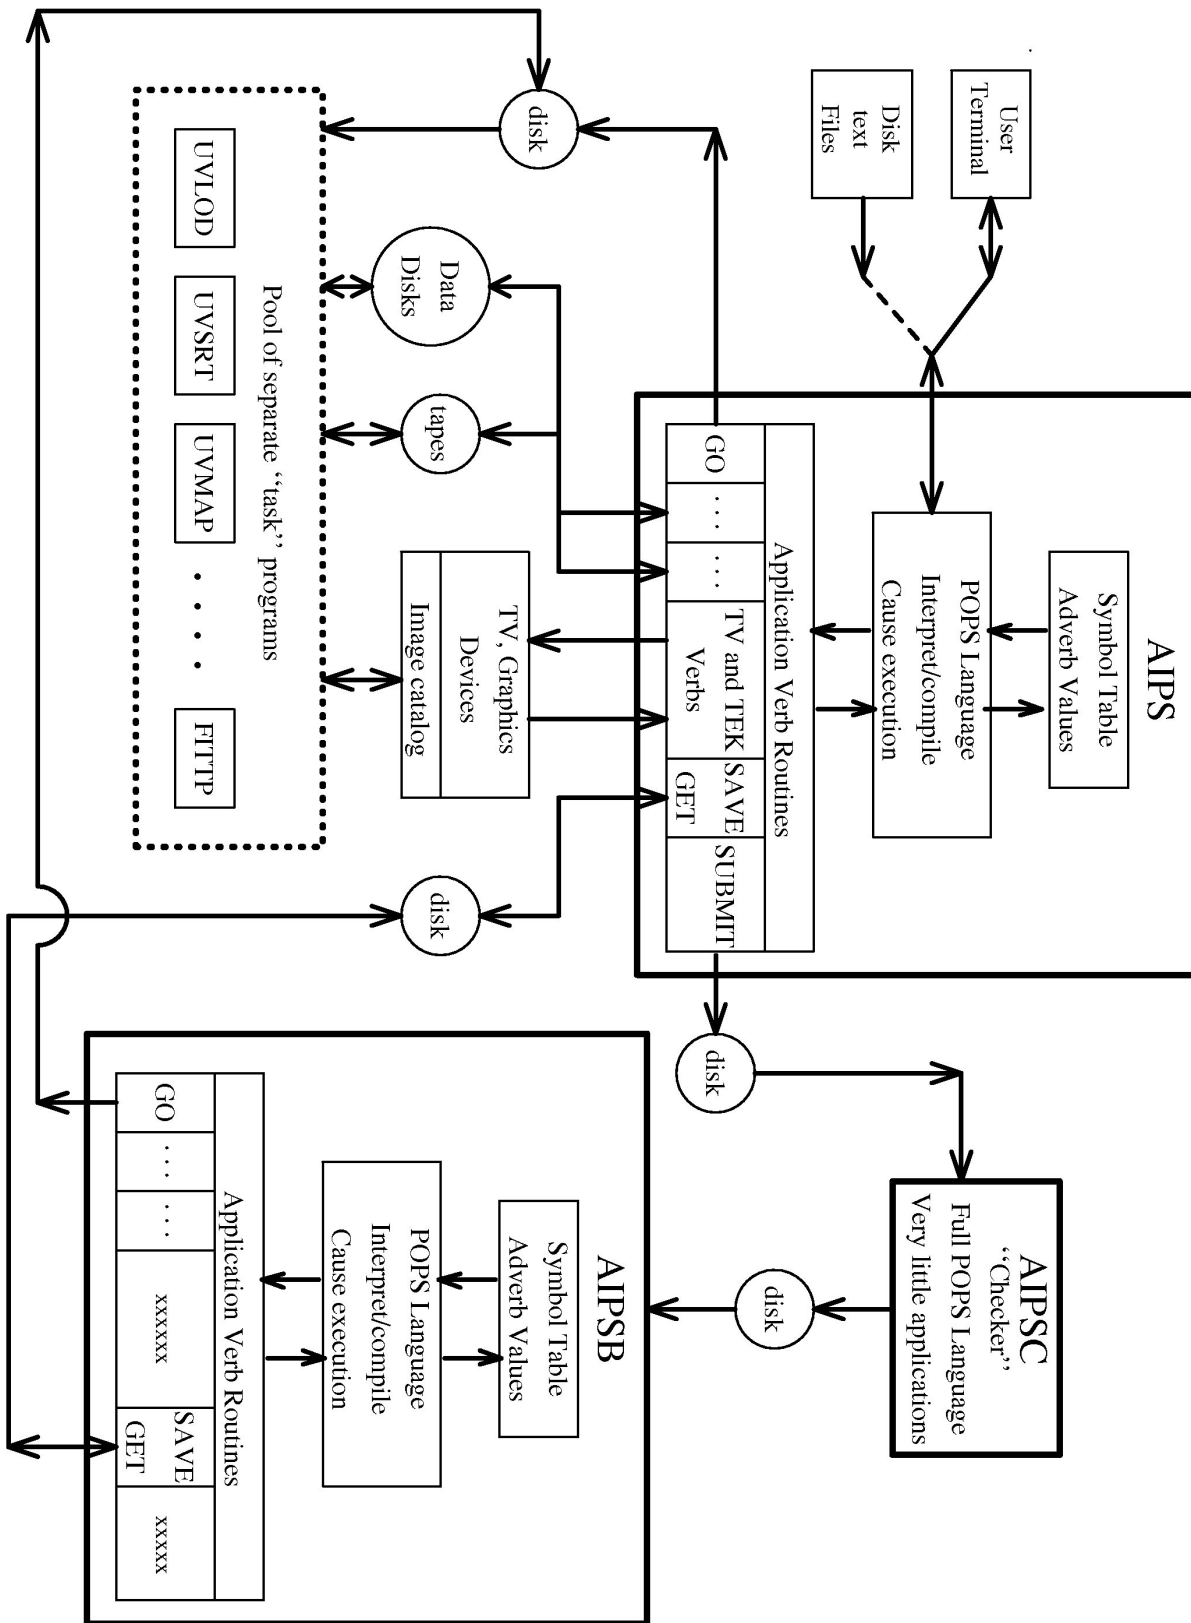 AIPS
User
Terminal
Disk
text
Files
Symbol Table
Adverb Values
POPS Language
Interpret/compile
Cause execution
Application Verb Routines
GO
. . .
. . .
TV and TEK
Verbs
SAVE
GET
SUBMIT
disk
Data
Disks
tapes
TV, Graphics
Devices
Image catalog
disk
disk
Pool of separate “task” programs
UVLOD
UVSRT
UVMAP
. . . .
FITTP
AIPSC
“Checker”
Full POPS Language
Very little applications
disk
AIPSB
Symbol Table
Adverb Values
POPS Language
Interpret/compile
Cause execution
Application Verb Routines
GO
. . .
. . .
xxxxxx
SAVE
GET
xxxxx